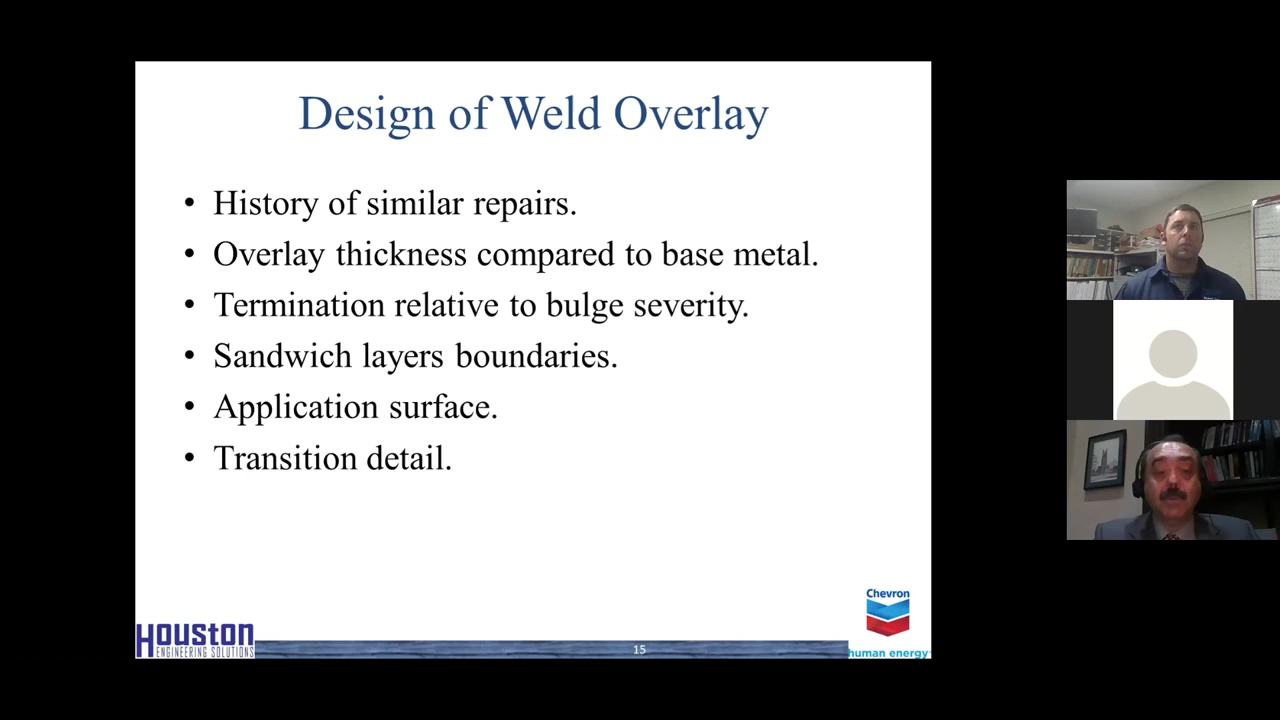 Design of Weld Overlay
• History of similar repairs.
• Overlay thickness compared to base metal.
• Termination relative to bulge severity.
• Sandwich layers boundaries.
• Application surface.
• Transition detail.
Houston
ENGINEERING SOLUTIONS
15
Chevron
human energy